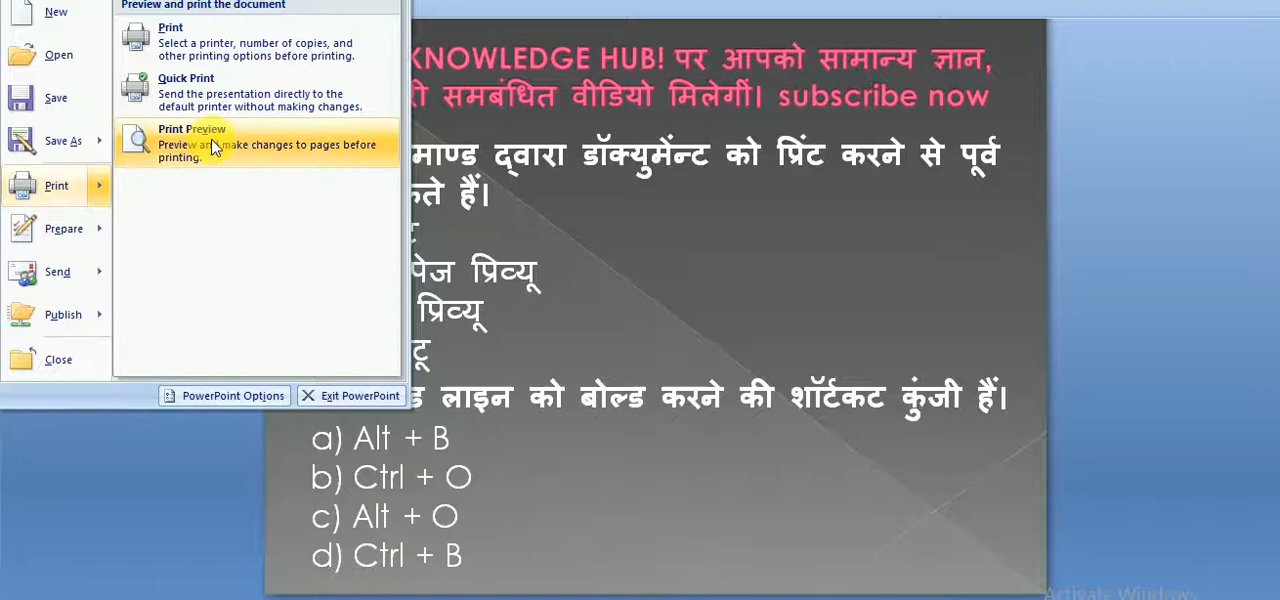 Preview and print the document
New
Print
Select a printer, number of copies, and
other printing options before printing.
Open
Quick Print
Send the presentation directly to the
default printer without making changes.
Save
Print Preview
Preview and make changes to pages before
printing.
Save As
Print
Prepare
Send
Publish
Close
PowerPoint Options
Exit PowerPoint
KNOWLEDGE HUB! पर आपको सामान्य ज्ञान,
समबंधित वीडियो मिलेगीं। subscribe now
द्वारा डॉक्युमेंन्ट को प्रिंट करने से पूर्व
हैं।
पेज प्रिव्यू
प्रिव्यू
लाइन को बोल्ड करने की शॉर्टकट कुंजी हैं।
a) Alt + B
b) Ctrl + O
c) Alt + O
d) Ctrl + B
Activate Windows